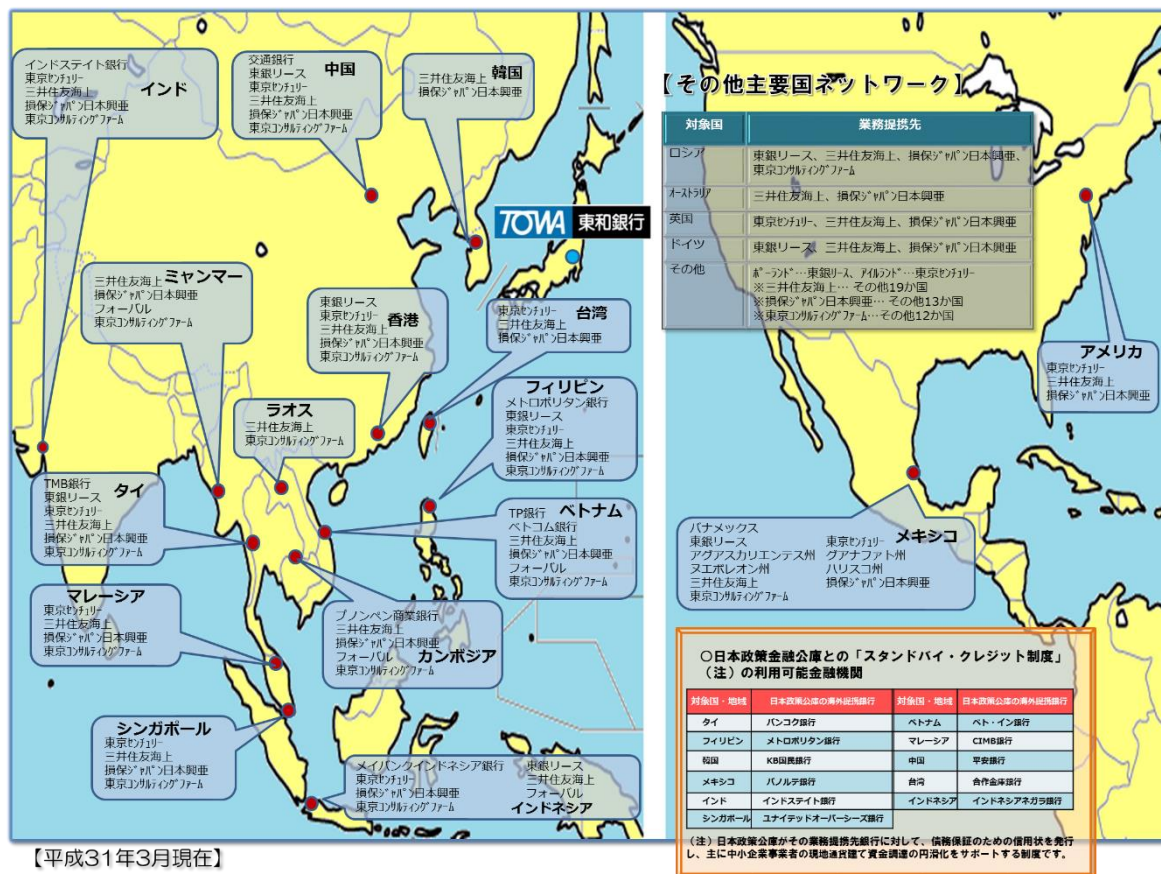 インドステイト銀行
東京センチュリー
三井住友海上
損保ジャパン日本興亜
東京コンサルティングファーム
インド
交通銀行
東銀リース
東京センチュリー
三井住友海上
損保ジャパン日本興亜
東京コンサルティングファーム
中国
三井住友海上
損保ジャパン日本興亜
韓国
TOWA 東和銀行
三井住友海上
損保ジャパン日本興亜
フォーバル
東京コンサルティングファーム
ミャンマー
東銀リース
東京センチュリー
三井住友海上
損保ジャパン日本興亜
東京コンサルティングファーム
香港
東京センチュリー
三井住友海上
損保ジャパン日本興亜
台湾
ラオス
三井住友海上
東京コンサルティングファーム
フィリピン
メトロポリタン銀行
東銀リース
東京センチュリー
三井住友海上
損保ジャパン日本興亜
東京コンサルティングファーム
TMB銀行
東銀リース
東京センチュリー
三井住友海上
損保ジャパン日本興亜
東京コンサルティングファーム
タイ
TP銀行
ベトコム銀行
三井住友海上
損保ジャパン日本興亜
フォーバル
東京コンサルティングファーム
ベトナム
マレーシア
東京センチュリー
三井住友海上
損保ジャパン日本興亜
東京コンサルティングファーム
プノンペン商業銀行
三井住友海上
損保ジャパン日本興亜
フォーバル
東京コンサルティングファーム
カンボジア
シンガポール
東京センチュリー
三井住友海上
損保ジャパン日本興亜
東京コンサルティングファーム
メイバンクインドネシア銀行 東銀リース
東京センチュリー 三井住友海上
損保ジャパン日本興亜 フォーバル
東京コンサルティングファーム
インドネシア
【平成31年3月現在】
【その他主要国ネットワーク】
対象国 業務提携先
ロシア 東銀リース、三井住友海上、損保ジャパン日本興亜、
東京コンサルティングファーム
オーストラリア 三井住友海上、損保ジャパン日本興亜
英国 東京センチュリー、三井住友海上、損保ジャパン日本興亜
ドイツ 東銀リース、三井住友海上、損保ジャパン日本興亜
その他 ポーランド…東銀リース、アイルランド…東京センチュリー
※三井住友海上… その他19か国
※損保ジャパン日本興亜… その他13か国
※東京コンサルティングファーム…その他12か国
アメリカ
東京センチュリー
三井住友海上
損保ジャパン日本興亜
メキシコ
バナメックス
東銀リース 東京センチュリー
アグアスカリエンテス州 グアナファト州
ヌエボレオン州 ハリスコ州
三井住友海上 損保ジャパン日本興亜
東京コンサルティングファーム
〇日本政策金融公庫との「スタンドバイ・クレジット制度」
（注）の利用可能金融機関
対象国・地域 日本政策公庫の海外提携銀行 対象国・地域 日本政策公庫の海外提携銀行
タイ バンコク銀行 ベトナム ベト・イン銀行
フィリピン メトロポリタン銀行 マレーシア CIMB銀行
韓国 KB国民銀行 中国 平安銀行
メキシコ バノルテ銀行 台湾 合作金庫銀行
インド インドステイト銀行 インドネシア インドネシアネガラ銀行
シンガポール ユナイテッドオーバーシーズ銀行
（注）日本政策公庫がその業務提携先銀行に対して、債務保証のための信用状を発行
し、主に中小企業事業者の現地通貨建て資金調達の円滑化をサポートする制度です。